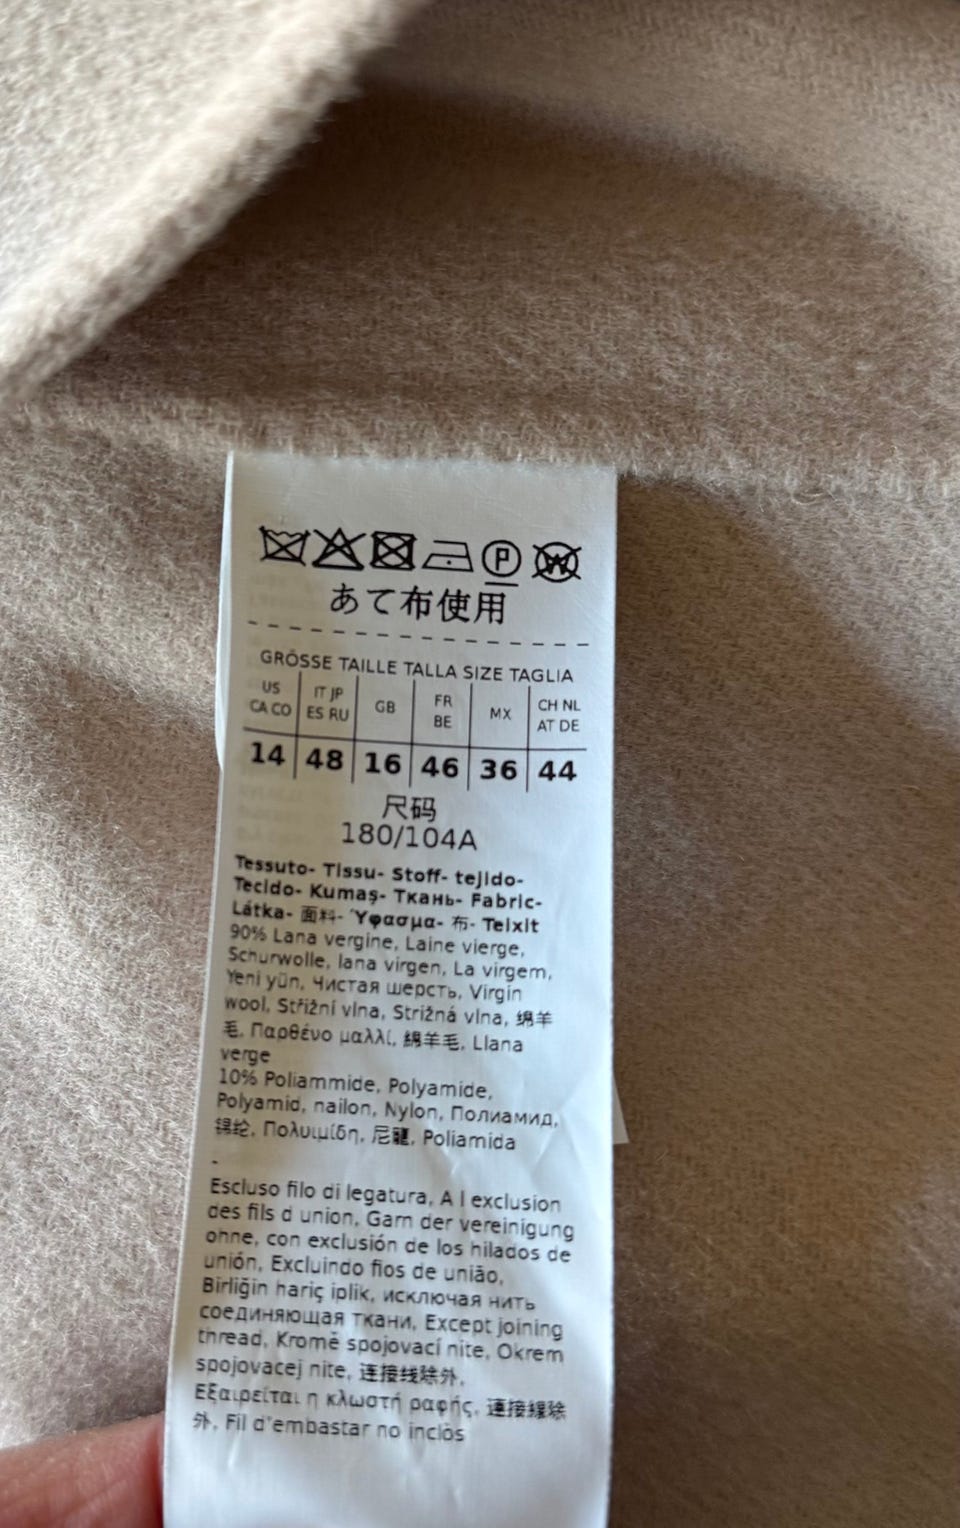 P W
あて布使用
GRÖSSE TAILLE TALLA SIZE TAGLIA
US CA CO | IT JP ES RU | GB | FR BE | MX | CH NL AT DE
14 | 48 | 16 | 46 | 36 | 44
尺码
180/104A
Tessuto- Tissu- Stoff- tejido-
Tecido- Kumaş- Ткань- Fabric-
Látka- 面料- Ύφασμα- 布- Teixit
90% Lana vergine, Laine vierge,
Schurwolle, lana virgen, La virgem,
Yeni yün, Чистая шерсть, Virgin
wool, Střižní vlna, Strižná vlna, 绵羊
毛, Παρθένο μαλλί, 綿羊毛, Llana
verge
10% Poliammide, Polyamide,
Polyamid, nailon, Nylon, Полиамид,
锦纶, Πολυιμίδη, 尼龍, Poliamida
-
Escluso filo di legatura, A l exclusion
des fils d union, Garn der vereinigung
ohne, con exclusión de los hilados de
unión, Excluindo fios de união,
Birliğin hariç iplik, исключая нить
соединяющая ткани, Except joining
thread, Kromě spojovací nite, Okrem
spojovacej nite, 连接线除外,
Εξαιρείται η κλωστή ραφής, 連接線除
外, Fil d'embastar no inclòs